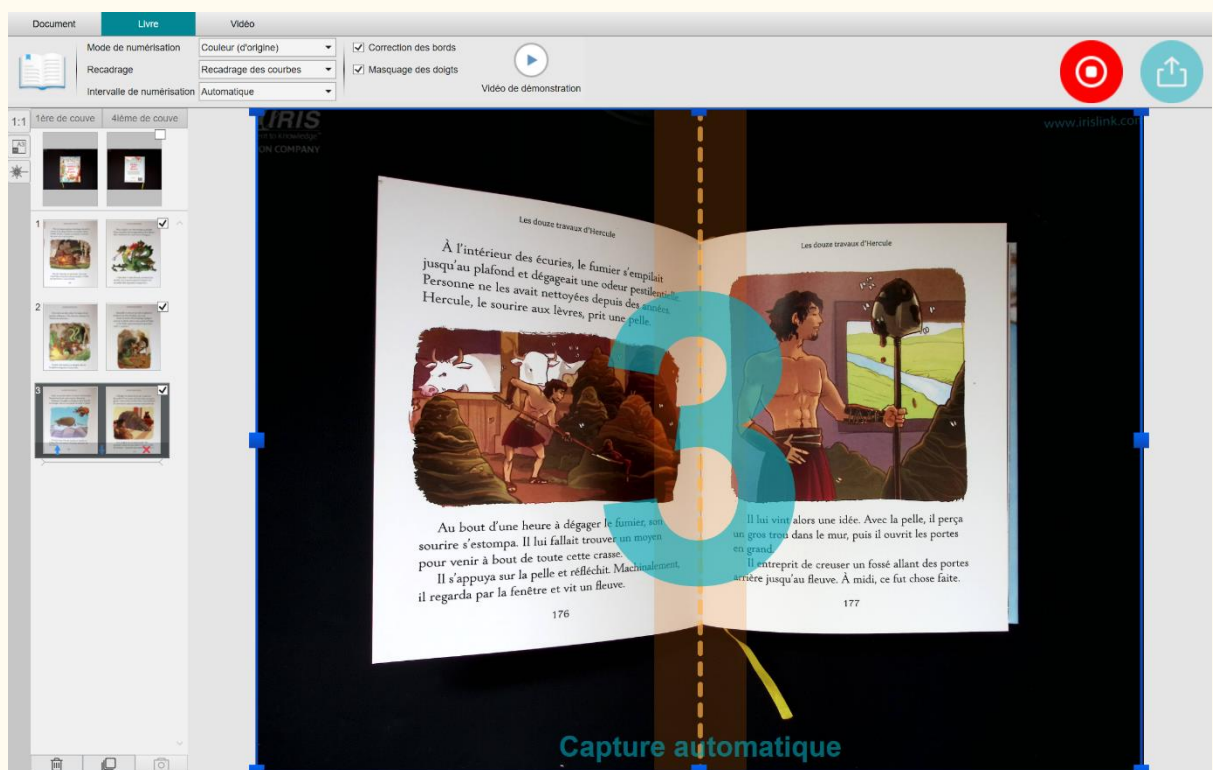 Document Livre Vidéo
Mode de numérisation Couleur (d'origine)
Recadrage Recadrage des courbes
Intervalle de numérisation Automatique
Correction des bords
Masquage des doigts
Vidéo de démonstration
1:1
A3
1ère de couve 4ième de couve
1
2
3
IRIS
ON COMPANY
www.irislink.co
Les douze travaux d'Hercule
À l'intérieur des écuries, le fumier s'empilait
jusqu'au plafond et dégageait une odeur pestilentielle.
Personne ne les avait nettoyées depuis des années.
Hercule, le sourire aux lèvres, prit une pelle.
Au bout d'une heure à dégager le fumier, son
sourire s'estompa. Il lui fallait trouver un moyen
pour venir à bout de toute cette crasse.
Il s'appuya sur la pelle et réfléchit. Machinalement,
il regarda par la fenêtre et vit un fleuve.
176
Les douze travaux d'Hercule
Il lui vint alors une idée. Avec la pelle, il perça
un gros trou dans le mur, puis il ouvrit les portes
en grand.
Il entreprit de creuser un fossé allant des portes
arrière jusqu'au fleuve. À midi, ce fut chose faite.
177
3
Capture automatique